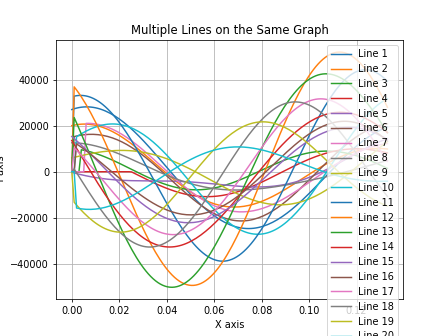 Multiple Lines on the Same Graph
40000
20000
0
−20000
−40000
0.00
0.02
0.04
0.06
0.08
0.10
X axis
Line 1
Line 2
Line 3
Line 4
Line 5
Line 6
Line 7
Line 8
Line 9
Line 10
Line 11
Line 12
Line 13
Line 14
Line 15
Line 16
Line 17
Line 18
Line 19
Line 20